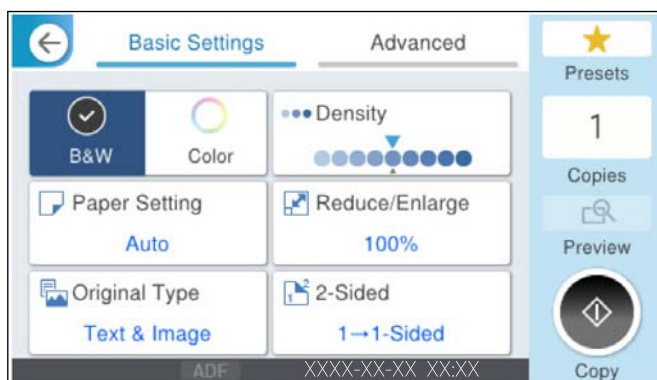 Basic Settings
Advanced
B&W
Color
Density
Paper Setting
Auto
Reduce/Enlarge
100%
Original Type
Text & Image
2-Sided
1→1-Sided
ADF
XXXX-XX-XX XX:XX
Presets
1
Copies
Preview
Copy